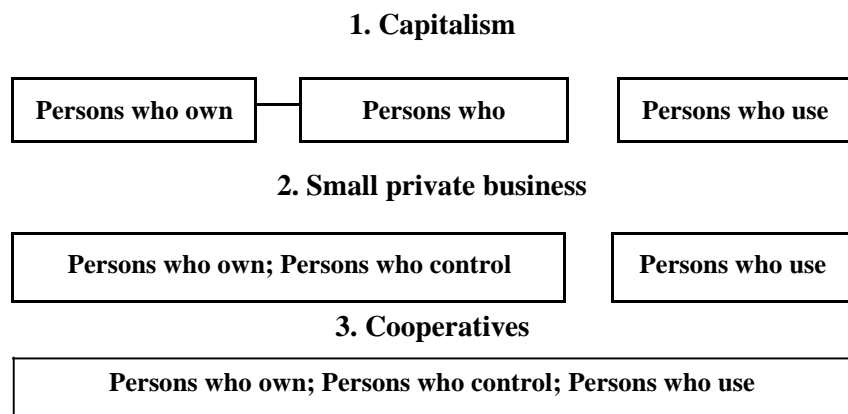 1. Capitalism
Persons who own Persons who Persons who use
2. Small private business
Persons who own; Persons who control Persons who use
3. Cooperatives
Persons who own; Persons who control; Persons who use